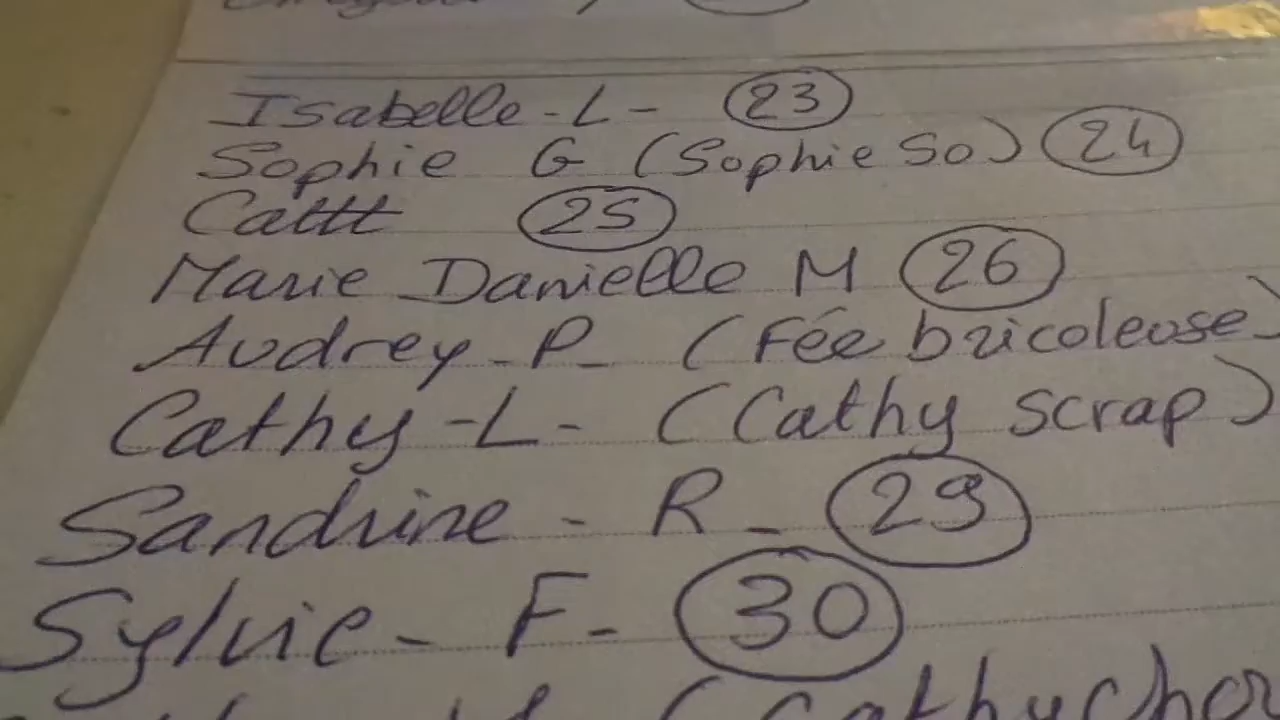 Isabelle - L - 23
Sophie G (Sophie So) 24
Cattt 25
Marie Danielle M 26
Audrey - P - (Fée bricoleuse)
Cathy - L - (Cathy scrap)
Sandrine - R - 29
Sylvie - F - 30